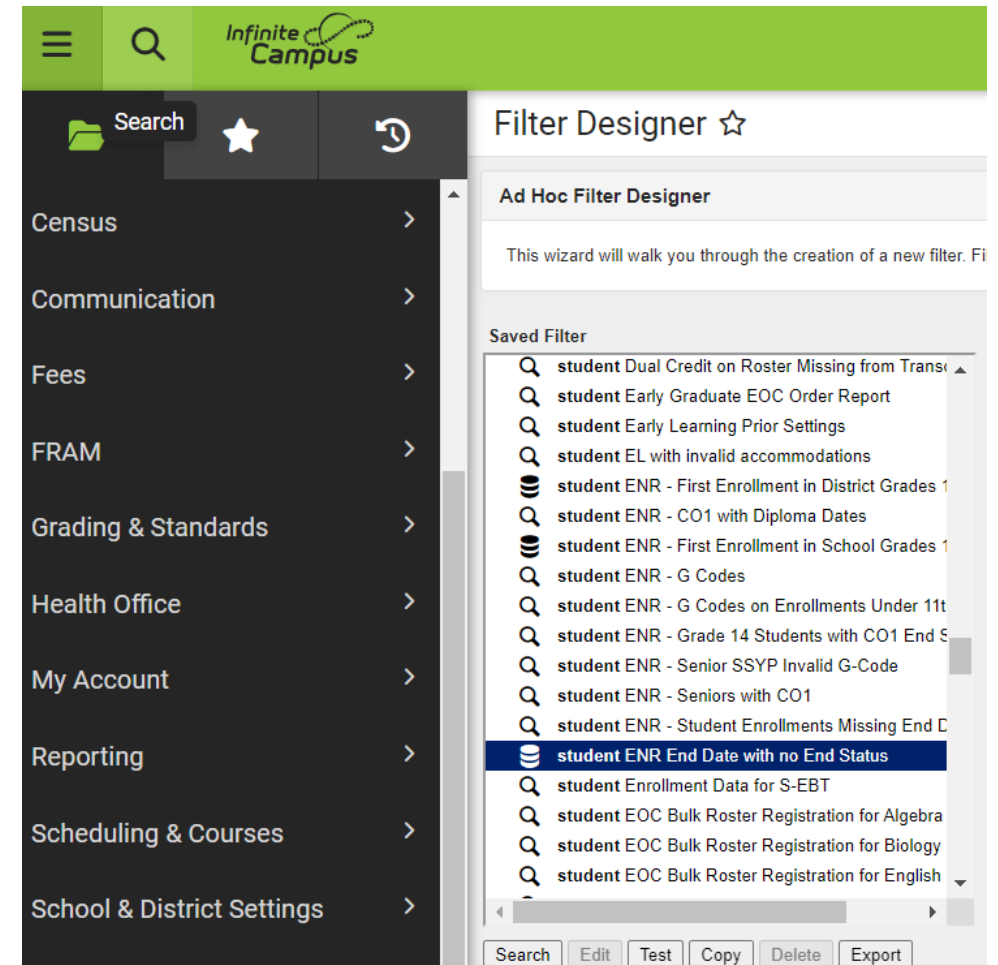 Infinite
Campus
Search
Filter Designer
Ad Hoc Filter Designer
This wizard will walk you through the creation of a new filter. Fi
Census
Communication
Fees
FRAM
Grading & Standards
Health Office
My Account
Reporting
Scheduling & Courses
School & District Settings
Saved Filter
student Dual Credit on Roster Missing from Transc
student Early Graduate EOC Order Report
student Early Learning Prior Settings
student EL with invalid accommodations
student ENR - First Enrollment in District Grades 1
student ENR - CO1 with Diploma Dates
student ENR - First Enrollment in School Grades 1
student ENR - G Codes
student ENR - G Codes on Enrollments Under 11t
student ENR - Grade 14 Students with CO1 End S
student ENR - Senior SSYP Invalid G-Code
student ENR - Seniors with CO1
student ENR - Student Enrollments Missing End D
student ENR End Date with no End Status
student Enrollment Data for S-EBT
student EOC Bulk Roster Registration for Algebra
student EOC Bulk Roster Registration for Biology
student EOC Bulk Roster Registration for English
Search Edit Test Copy Delete Export